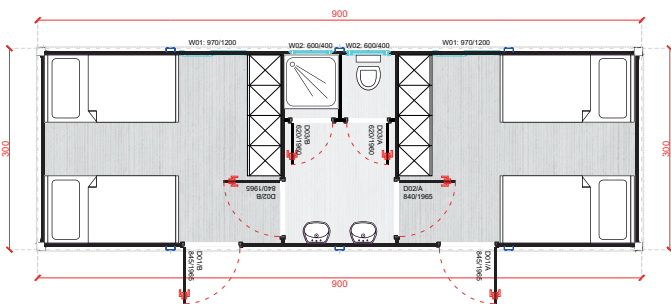 900
W01: 970/1200
W02: 600/400
W02: 600/400
W01: 970/1200
300
300
D03/B
620/1960
D03/A
620/1960
D02/B
840/1965
D02/A
840/1965
D01/B
845/1965
D01/A
845/1965
900